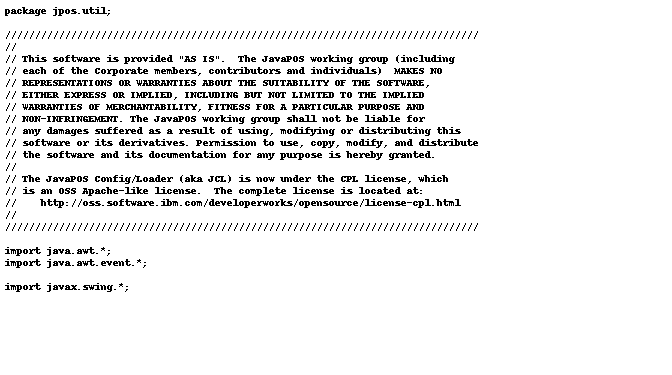 package jpos.util;

///////////////////////////////////////////////////////////////////////////////
//
// This software is provided "AS IS".  The JavaPOS working group (including
// each of the Corporate members, contributors and individuals)  MAKES NO
// REPRESENTATIONS OR WARRANTIES ABOUT THE SUITABILITY OF THE SOFTWARE,
// EITHER EXPRESS OR IMPLIED, INCLUDING BUT NOT LIMITED TO THE IMPLIED
// WARRANTIES OF MERCHANTABILITY, FITNESS FOR A PARTICULAR PURPOSE AND
// NON-INFRINGEMENT. The JavaPOS working group shall not be liable for
// any damages suffered as a result of using, modifying or distributing this
// software or its derivatives. Permission to use, copy, modify, and distribute
// the software and its documentation for any purpose is hereby granted.
//
// The JavaPOS Config/Loader (aka JCL) is now under the CPL license, which
// is an OSS Apache-like license.  The complete license is located at:
//    http://oss.software.ibm.com/developerworks/opensource/license-cpl.html
//
///////////////////////////////////////////////////////////////////////////////

import java.awt.*;
import java.awt.event.*;

import javax.swing.*;